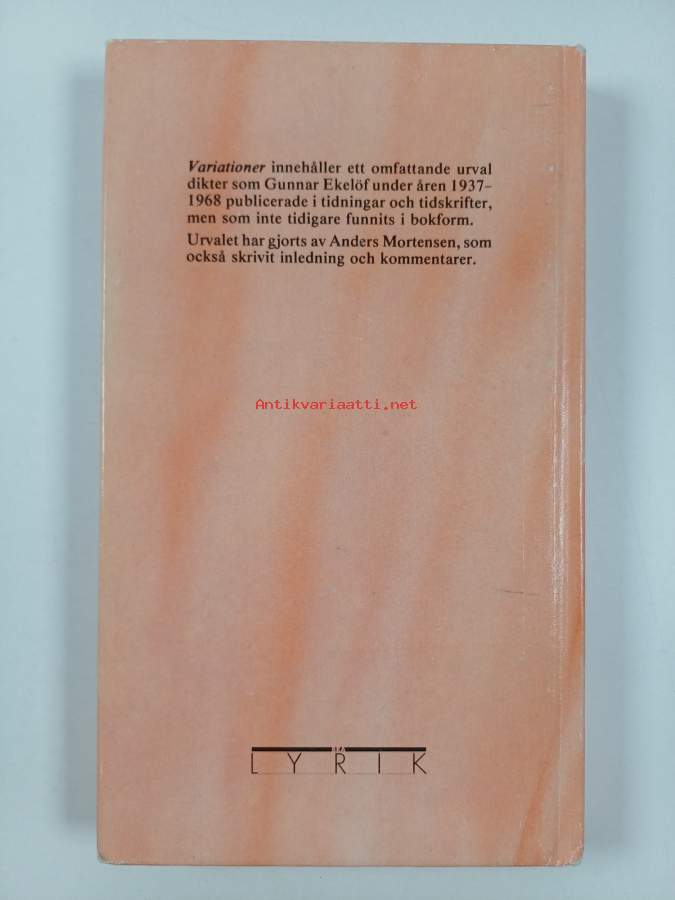 Variationer innehåller ett omfattande urval
dikter som Gunnar Ekelöf under åren 1937–
1968 publicerade i tidningar och tidskrifter,
men som inte tidigare funnits i bokform.
Urvalet har gjorts av Anders Mortensen, som
också skrivit inledning och kommentarer.
Antikvariaatti.net
LYRIK